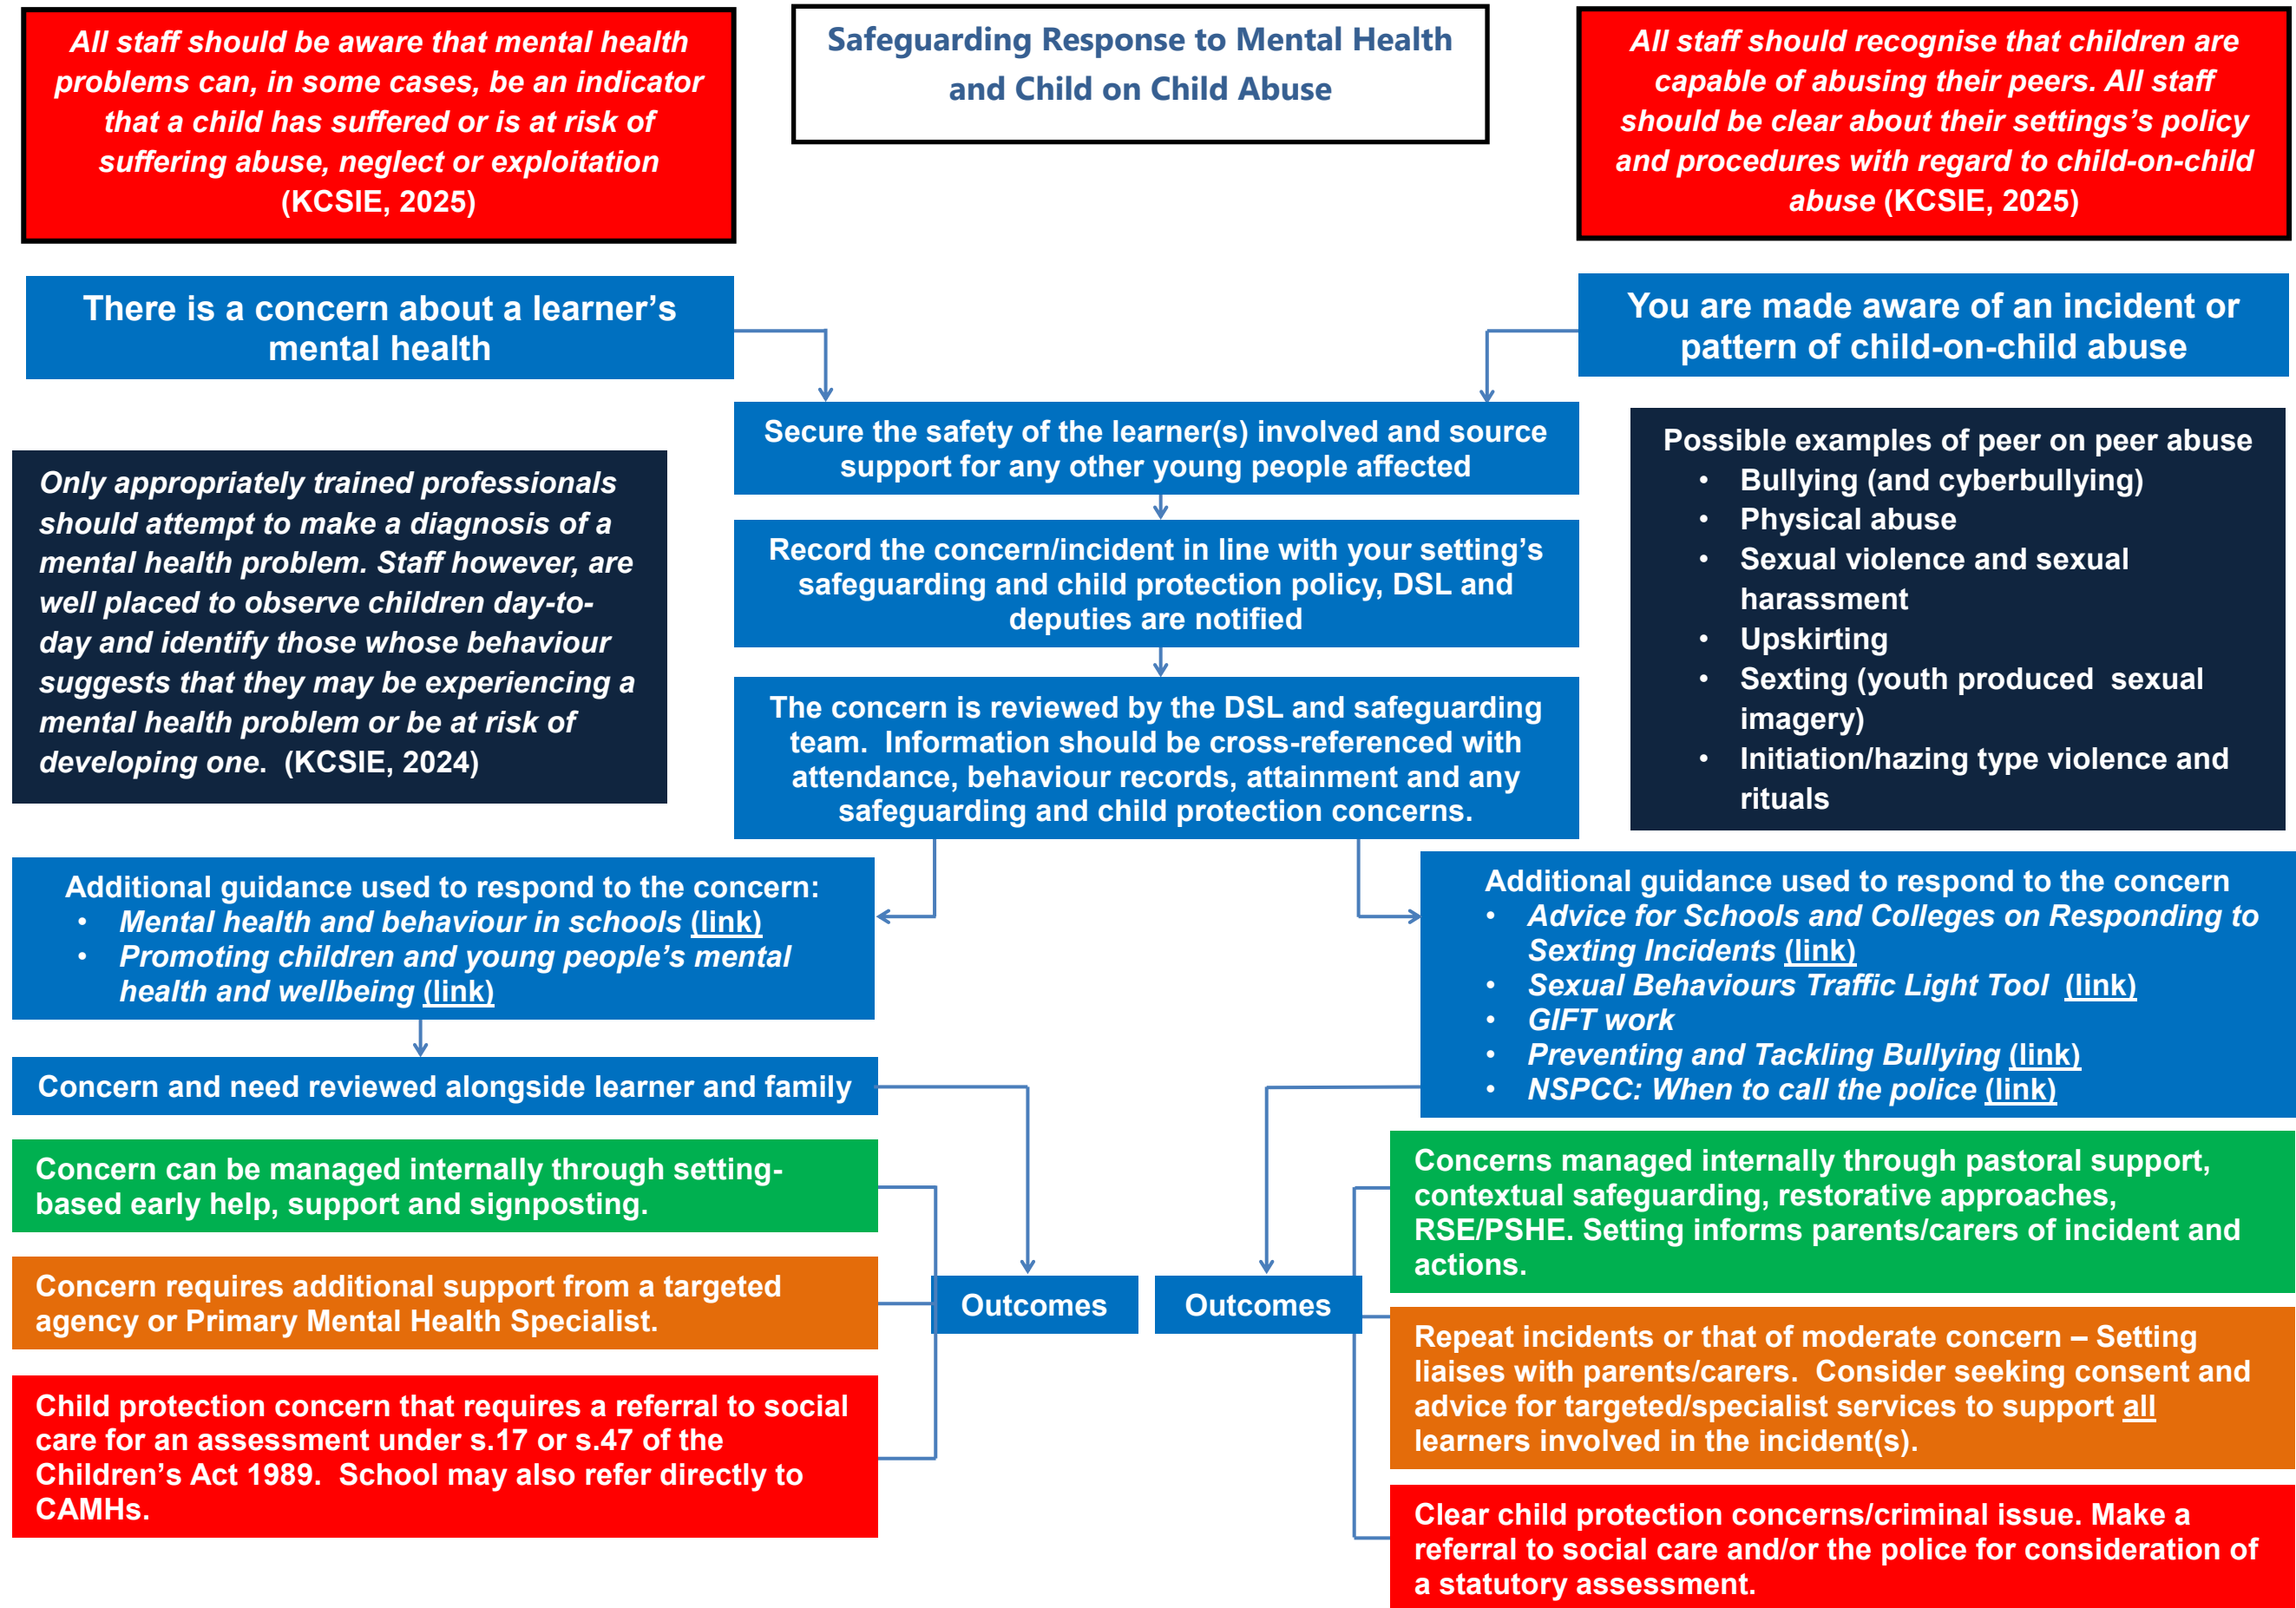 All staff should be aware that mental health
problems can, in some cases, be an indicator
that a child has suffered or is at risk of
suffering abuse, neglect or exploitation
(KCSIE, 2025)
Safeguarding Response to Mental Health
and Child on Child Abuse
All staff should recognise that children are
capable of abusing their peers. All staff
should be clear about their settings’s policy
and procedures with regard to child-on-child
abuse (KCSIE, 2025)
There is a concern about a learner’s
mental health
You are made aware of an incident or
pattern of child-on-child abuse
Secure the safety of the learner(s) involved and source
support for any other young people affected
Only appropriately trained professionals
should attempt to make a diagnosis of a
mental health problem. Staff however, are
well placed to observe children day-to-
day and identify those whose behaviour
suggests that they may be experiencing a
mental health problem or be at risk of
developing one.  (KCSIE, 2024)
Record the concern/incident in line with your setting’s
safeguarding and child protection policy, DSL and
deputies are notified
The concern is reviewed by the DSL and safeguarding
team.  Information should be cross-referenced with
attendance, behaviour records, attainment and any
safeguarding and child protection concerns.
Possible examples of peer on peer abuse
• Bullying (and cyberbullying)
• Physical abuse
• Sexual violence and sexual
harassment
• Upskirting
• Sexting (youth produced  sexual
imagery)
• Initiation/hazing type violence and
rituals
Additional guidance used to respond to the concern:
• Mental health and behaviour in schools (link)
• Promoting children and young people’s mental
health and wellbeing (link)
Additional guidance used to respond to the concern
• Advice for Schools and Colleges on Responding to
Sexting Incidents (link)
• Sexual Behaviours Traffic Light Tool  (link)
• GIFT work
• Preventing and Tackling Bullying (link)
• NSPCC: When to call the police (link)
Concern and need reviewed alongside learner and family
Concern can be managed internally through setting-
based early help, support and signposting.
Concern requires additional support from a targeted
agency or Primary Mental Health Specialist.
Child protection concern that requires a referral to social
care for an assessment under s.17 or s.47 of the
Children’s Act 1989.  School may also refer directly to
CAMHs.
Outcomes
Outcomes
Concerns managed internally through pastoral support,
contextual safeguarding, restorative approaches,
RSE/PSHE. Setting informs parents/carers of incident and
actions.
Repeat incidents or that of moderate concern – Setting
liaises with parents/carers.  Consider seeking consent and
advice for targeted/specialist services to support all
learners involved in the incident(s).
Clear child protection concerns/criminal issue. Make a
referral to social care and/or the police for consideration of
a statutory assessment.